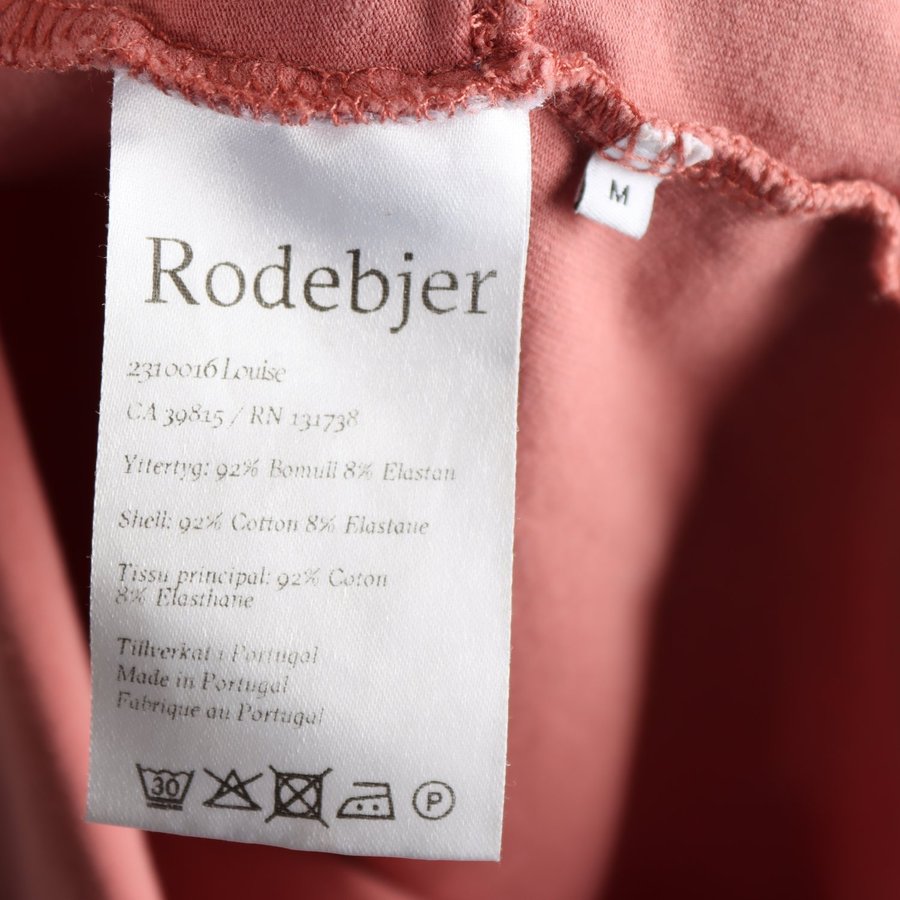 M
Rodebjer
2310016 Louise
CA 39815 / RN 131738
Yttertyg: 92% Bomull 8% Elastan
Shell: 92% Cotton 8% Elastane
Tissu principal: 92% Coton
8% Elasthane
Tillverkat i Portugal
Made in Portugal
Fabrique au Portugal
30
P